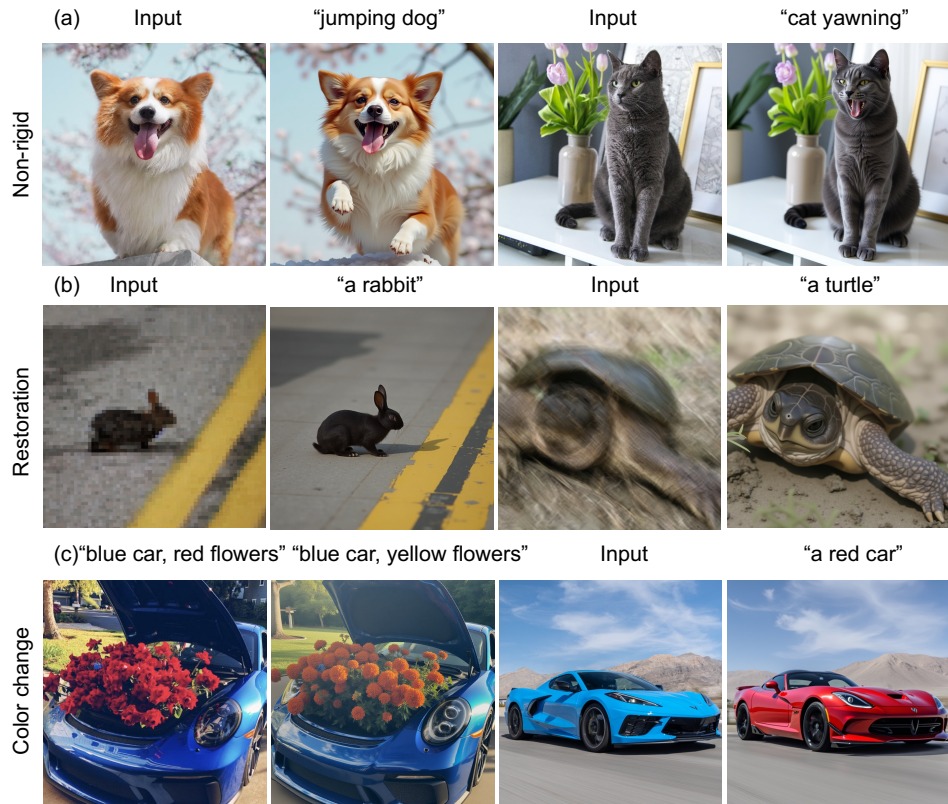 (a) Input "jumping dog" Input "cat yawning"
Non-rigid
(b) Input "a rabbit" Input "a turtle"
Restoration
(c) "blue car, red flowers" "blue car, yellow flowers" Input "a red car"
Color change